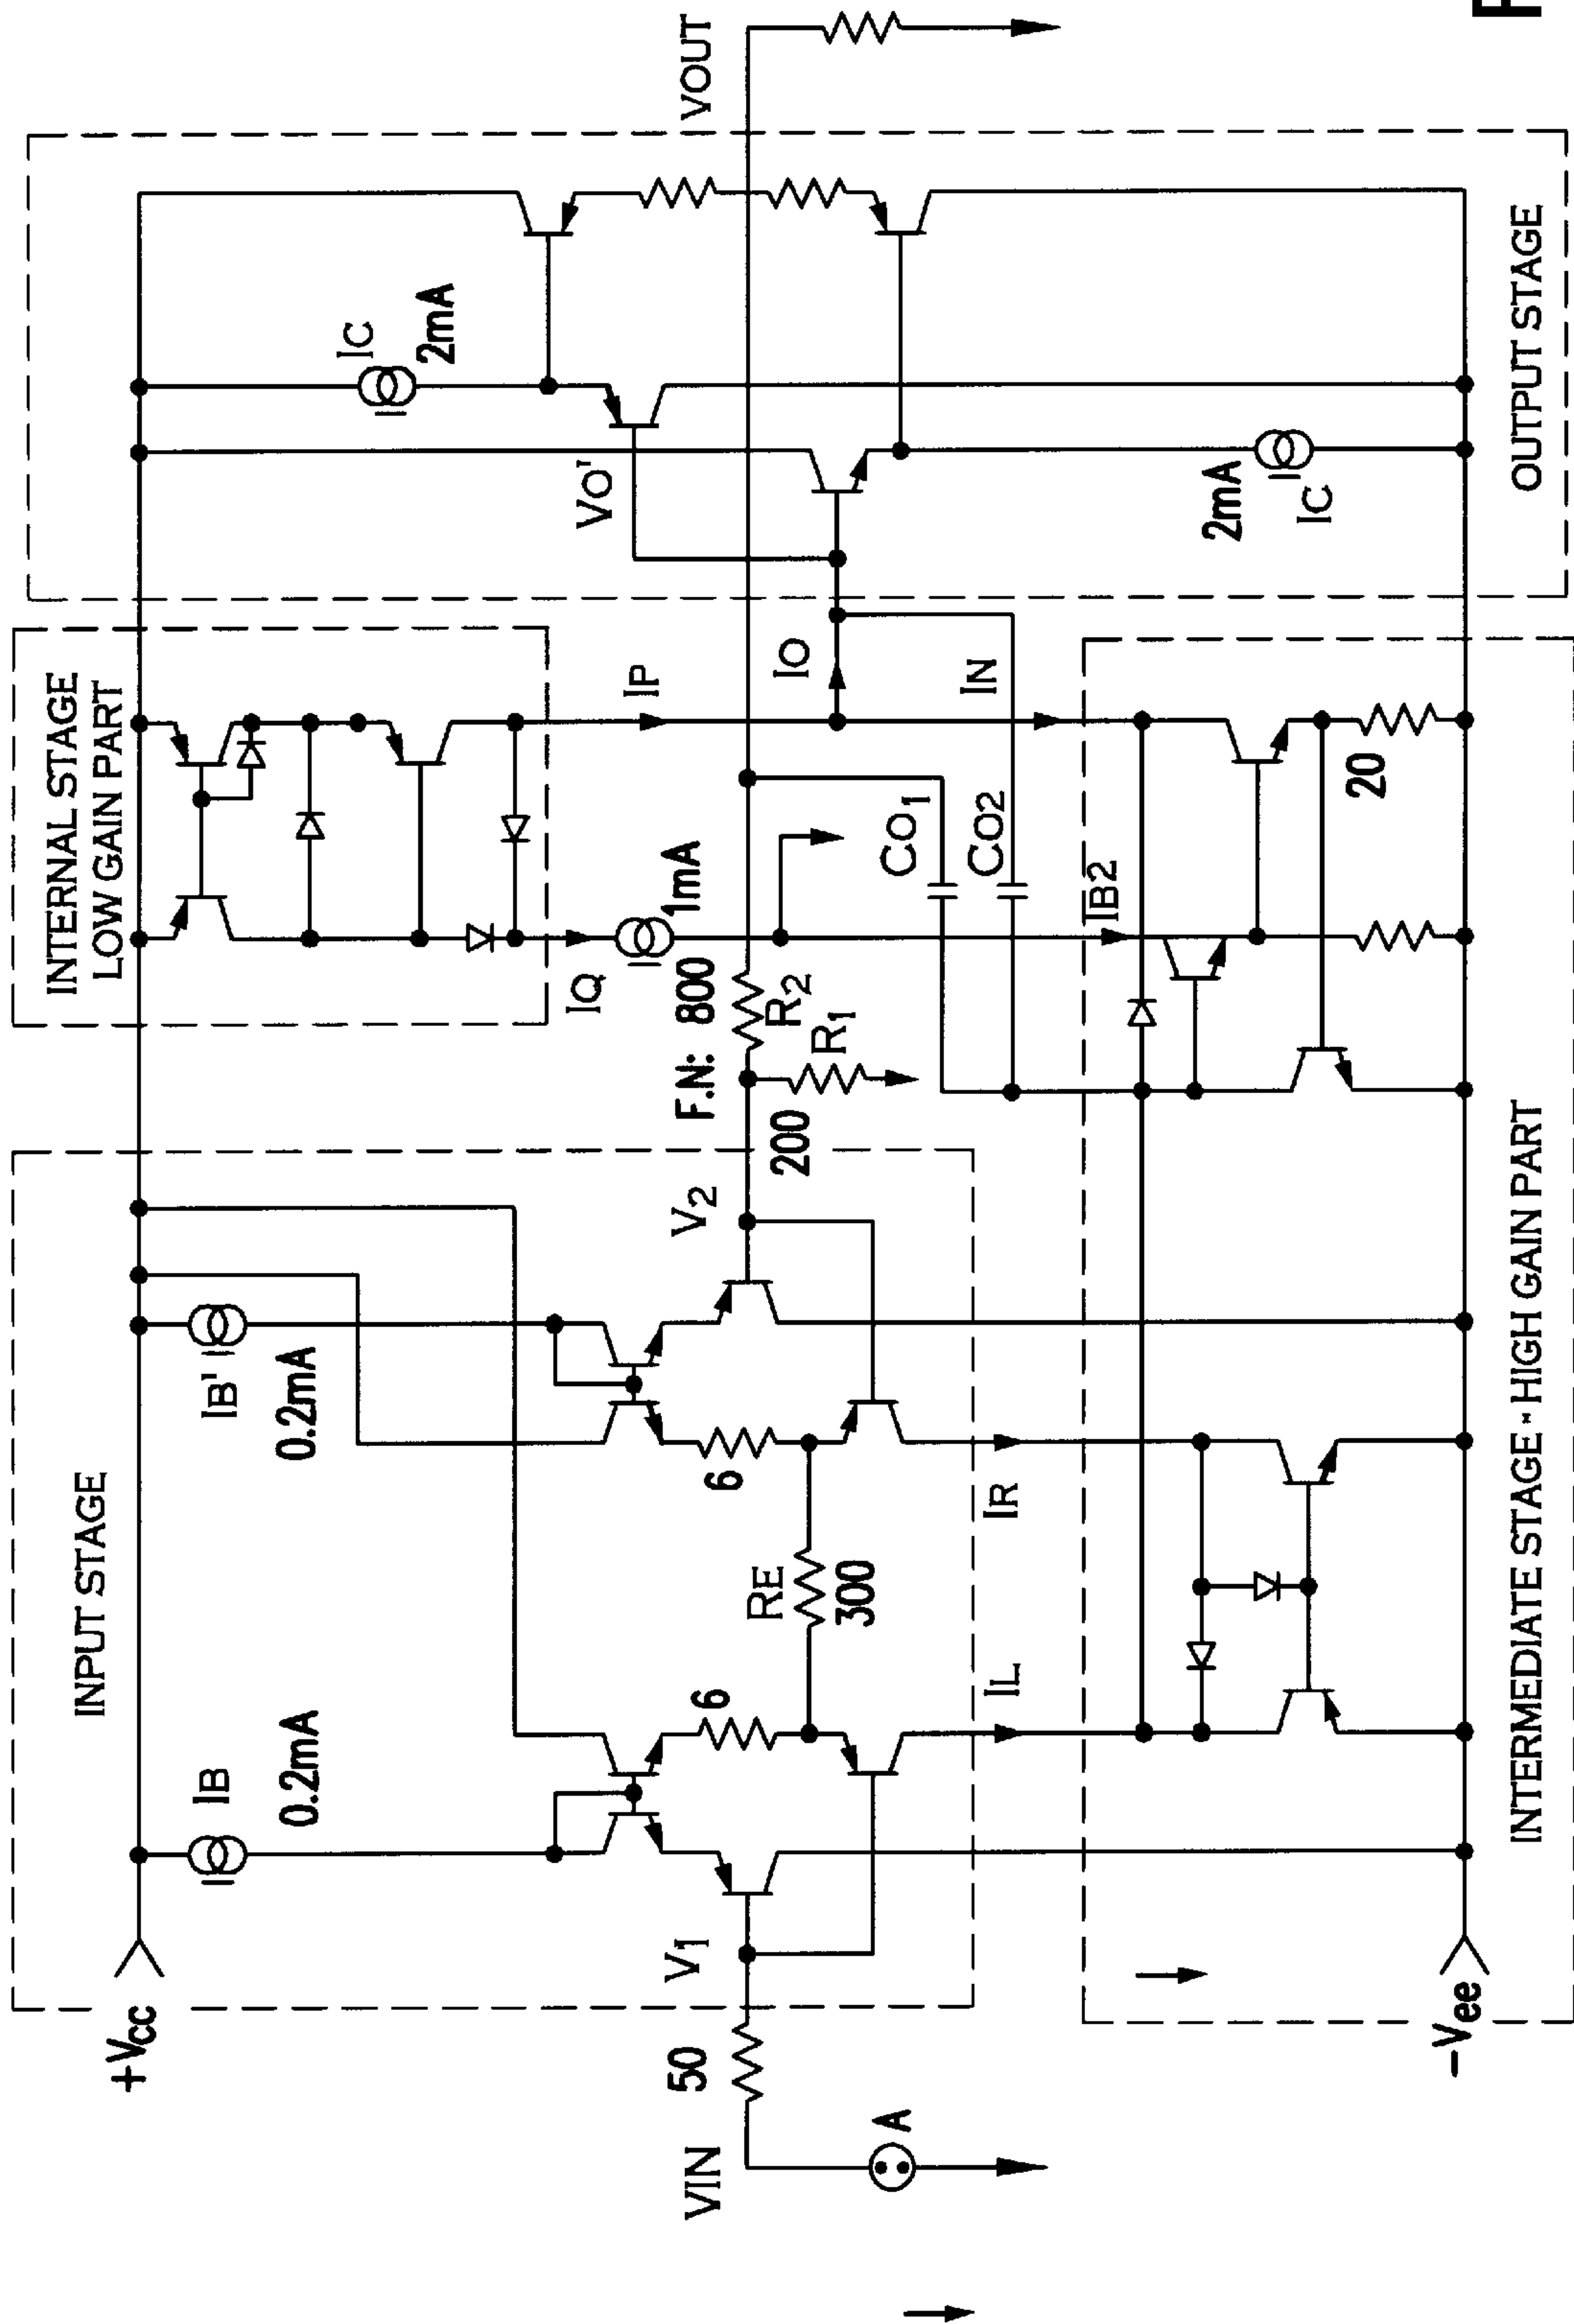 INPUT STAGE
INTERNAL STAGE
LOW GAIN PART
+Vcc
IB
0.2mA
IB'
0.2mA
IC
2mA
VOUT
VIN
50
A
V1
V2
6
6
RE
300
F.N: 800
R2
R1
200
IQ
1mA
IP
IO
IN
VO'
CO1
CO2
IB2
IL
IR
20
2mA
IC
-Vee
INTERMEDIATE STAGE - HIGH GAIN PART
OUTPUT STAGE